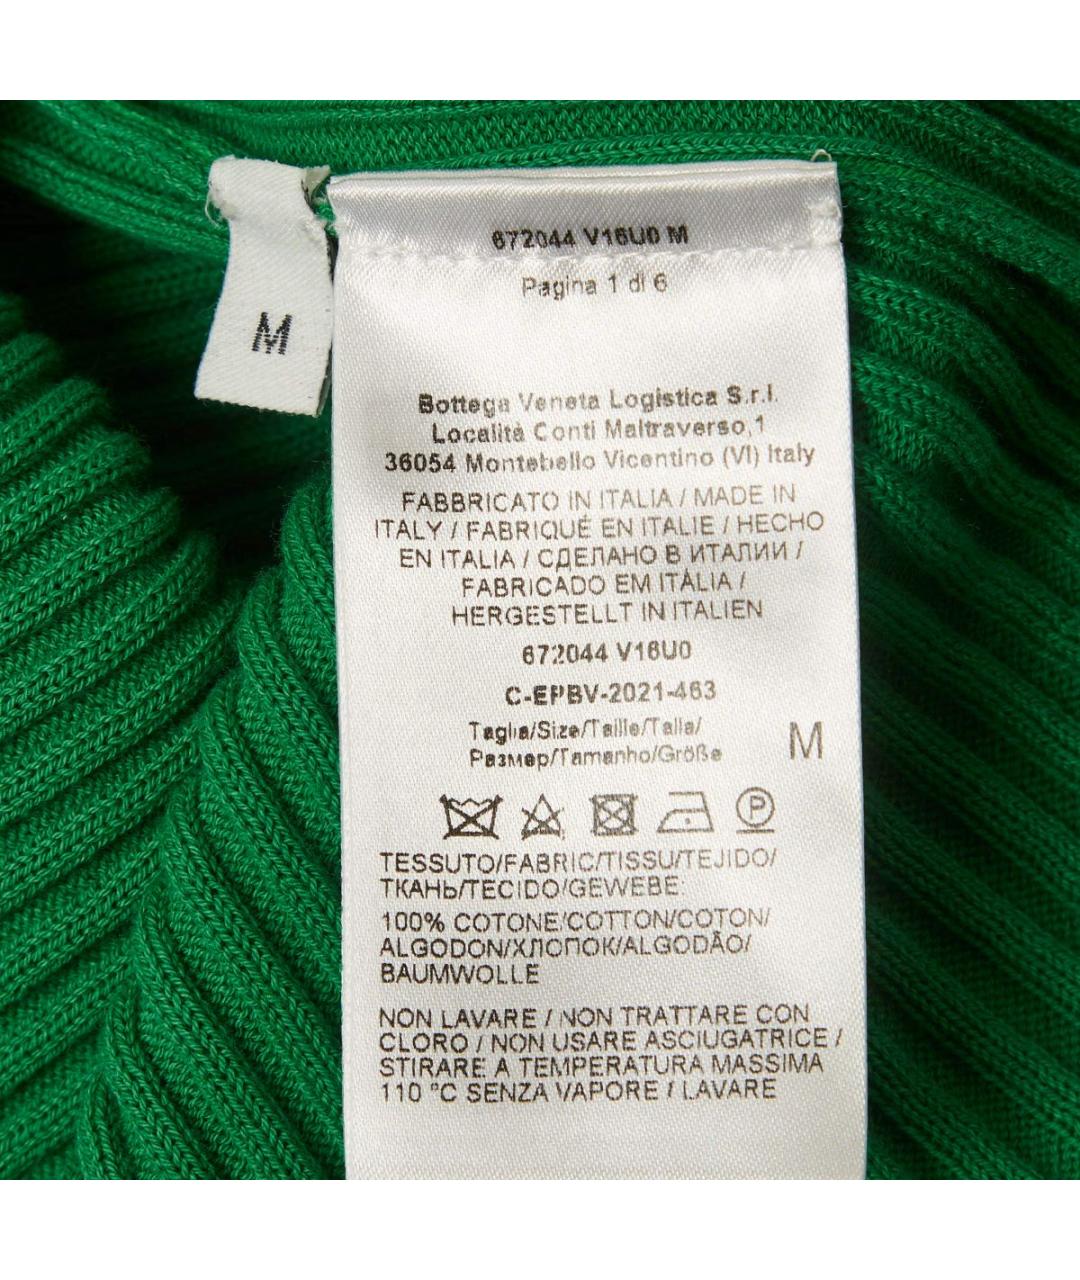 M
672044 V16U0 M
Pagina 1 di 6
Bottega Veneta Logistica S.r.l.
Località Conti Maltraverso,1
36054 Montebello Vicentino (VI) Italy
FABBRICATO IN ITALIA / MADE IN
ITALY / FABRIQUÉ EN ITALIE / HECHO
EN ITALIA / СДЕЛАНО В ИТАЛИИ /
FABRICADO EM ITÀLIA /
HERGESTELLT IN ITALIEN
672044 V16U0
C-EPBV-2021-463
Taglia/Size/Taille/Talla/
Размер/Tamanho/Größe M
P
TESSUTO/FABRIC/TISSU/TEJIDO/
ТКАНЬ/TECIDO/GEWEBE:
100% COTONE/COTTON/COTON/
ALGODON/ХЛОПОК/ALGODÃO/
BAUMWOLLE
NON LAVARE / NON TRATTARE CON
CLORO / NON USARE ASCIUGATRICE /
STIRARE A TEMPERATURA MASSIMA
110 °C SENZA VAPORE / LAVARE